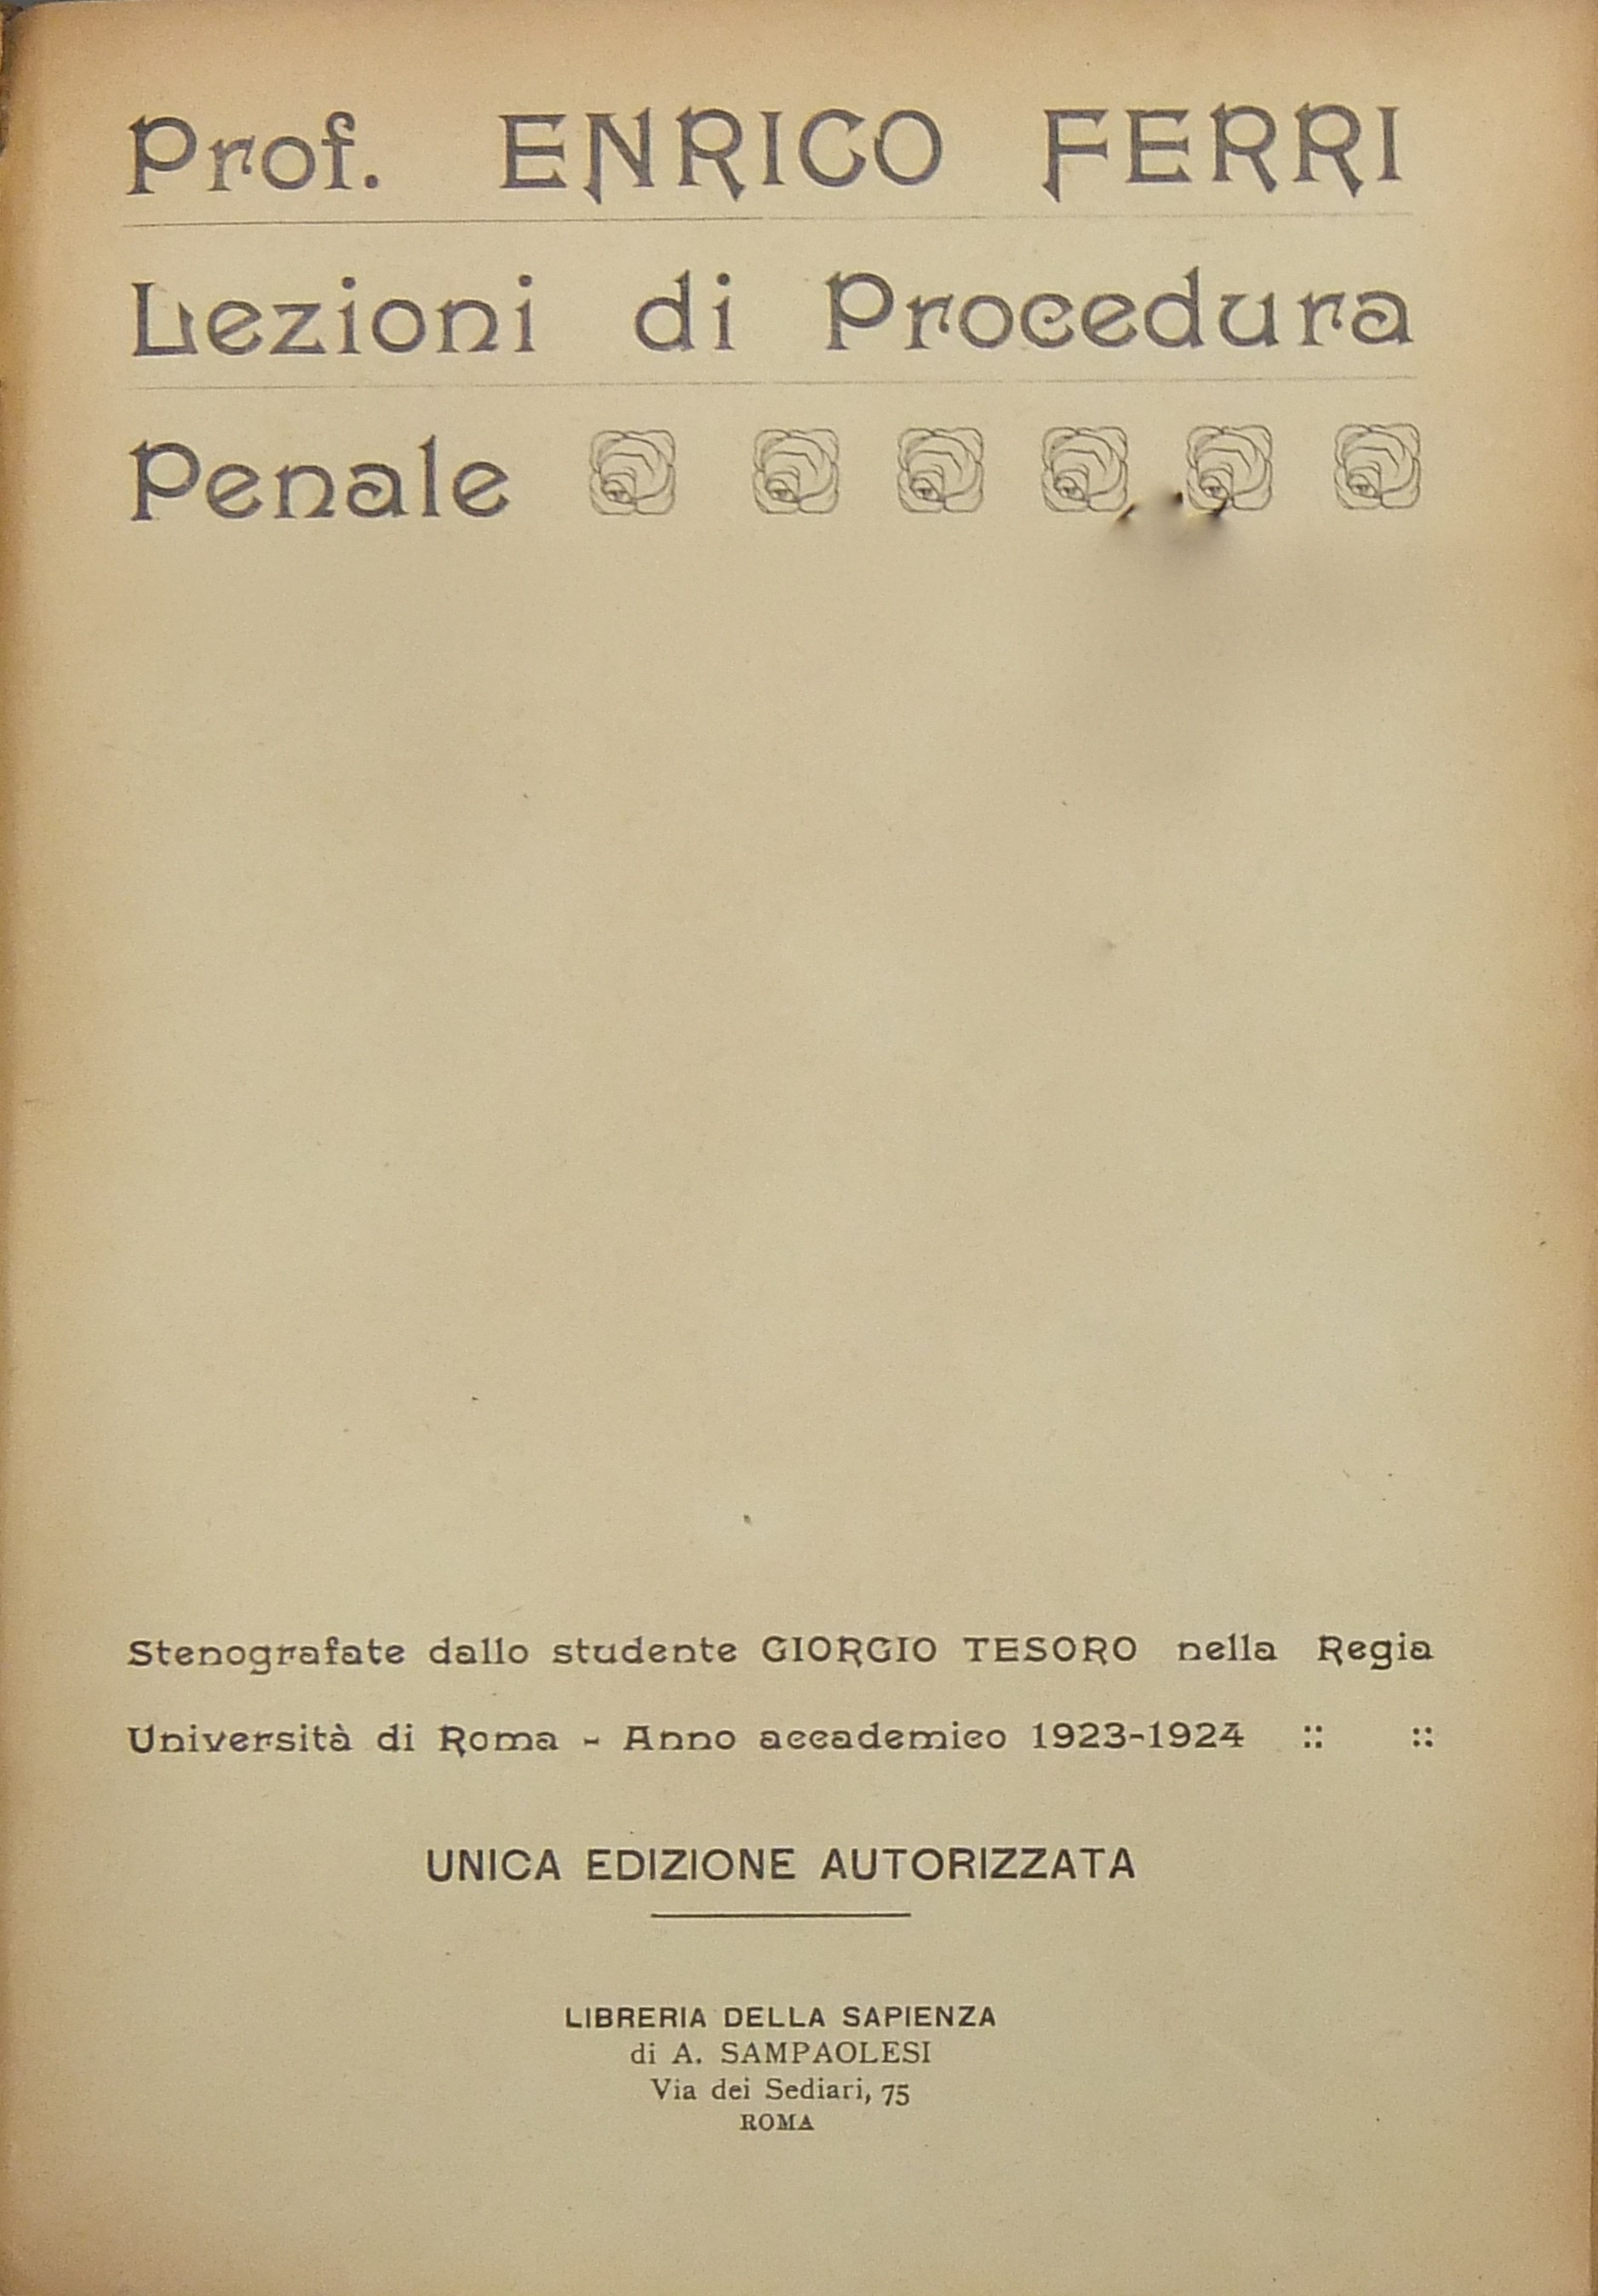 Prof. ENRICO FERRI
Lezioni di Procedura
Penale
Stenografate dallo studente GIORGIO TESORO nella Regia
Università di Roma - Anno accademico 1923-1924 :: ::
UNICA EDIZIONE AUTORIZZATA
LIBRERIA DELLA SAPIENZA
di A. SAMPAOLESI
Via dei Sediari, 75
ROMA